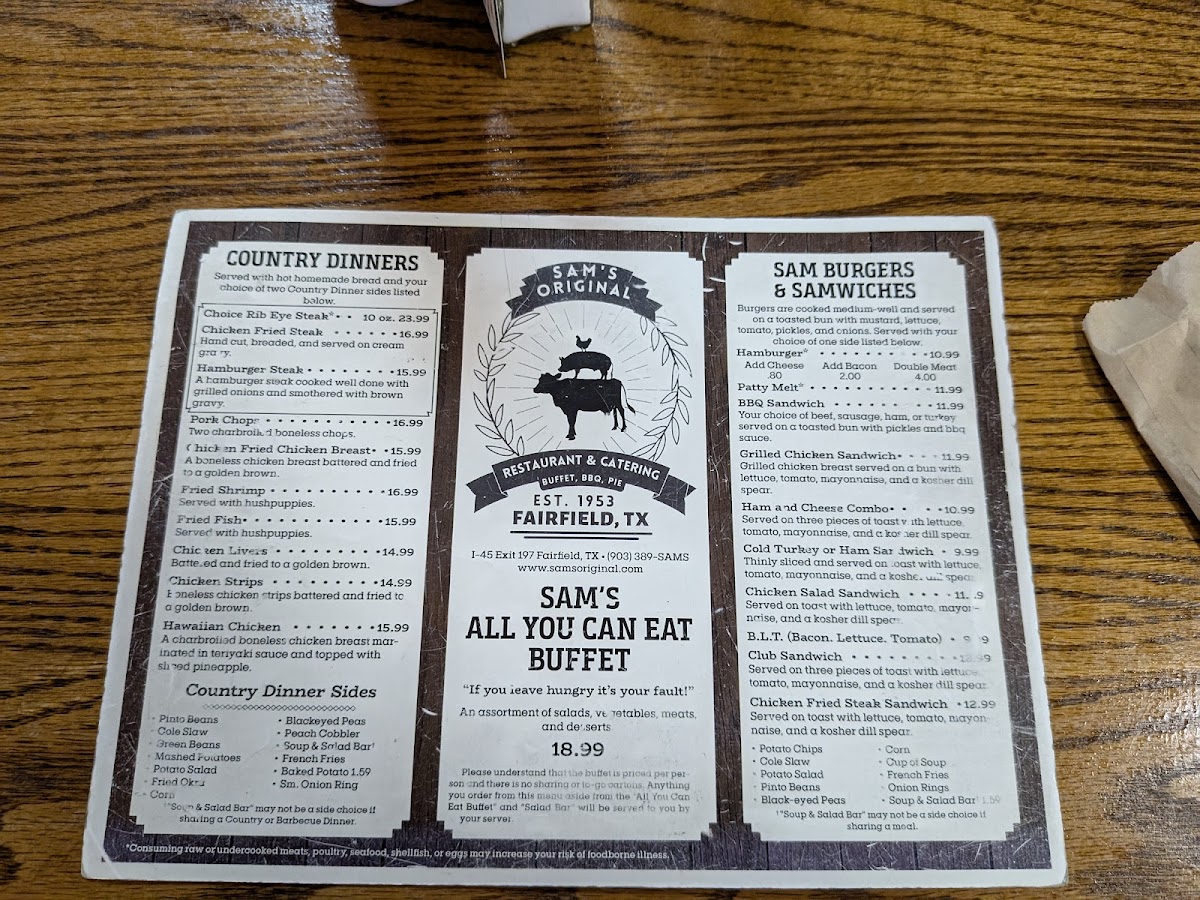 COUNTRY DINNERS
Served with hot homemade bread and your
choice of two Country Dinner sides listed
below.
Choice Rib Eye Steak* 10 oz. 23.99
Chicken Fried Steak 16.99
Hand cut, breaded, and served on cream
gravy.
Hamburger Steak 15.99
A hamburger steak cooked well done with
grilled onions and smothered with brown
gravy.
Pork Chops 16.99
Two charbroiled boneless chops.
Chicken Fried Chicken Breast 15.99
A boneless chicken breast battered and fried
to a golden brown.
Fried Shrimp 16.99
Served with hushpuppies.
Fried Fish 15.99
Served with hushpuppies.
Chicken Livers 14.99
Battered and fried to a golden brown.
Chicken Strips 14.99
Boneless chicken strips battered and fried to
a golden brown.
Hawaiian Chicken 15.99
A charbroiled boneless chicken breast mar-
inated in teriyaki sauce and topped with
sliced pineapple.
Country Dinner Sides
• Pinto Beans
• Cole Slaw
• Green Beans
• Mashed Potatoes
• Potato Salad
• Fried Okra
• Corn
• Blackeyed Peas
• Peach Cobbler
• Soup & Salad Bar!
• French Fries
• Baked Potato 1.59
• Sm. Onion Ring
!"Soup & Salad Bar" may not be a side choice if
sharing a Country or Barbecue Dinner.
SAM'S
ORIGINAL
RESTAURANT & CATERING
BUFFET, BBQ, PIE
EST. 1953
FAIRFIELD, TX
I-45 Exit 197 Fairfield, TX • (903) 389-SAMS
www.samsoriginal.com
SAM'S
ALL YOU CAN EAT
BUFFET
"If you leave hungry it's your fault!"
An assortment of salads, vegetables, meats,
and desserts
18.99
Please understand that the buffet is priced per per-
son and there is no sharing or to-go cartons. Anything
you order from this menu aside from the "All You Can
Eat Buffet" and "Salad Bar" will be served to you by
your server.
SAM BURGERS
& SAMWICHES
Burgers are cooked medium-well and served
on a toasted bun with mustard, lettuce,
tomato, pickles, and onions. Served with your
choice of one side listed below.
Hamburger* 10.99
Add Cheese Add Bacon Double Meat
.80 2.00 4.00
Patty Melt* 11.99
BBQ Sandwich 11.99
Your choice of beef, sausage, ham, or turkey
served on a toasted bun with pickles and bbq
sauce.
Grilled Chicken Sandwich 11.99
Grilled chicken breast served on a bun with
lettuce, tomato, mayonnaise, and a kosher dill
spear.
Ham and Cheese Combo 10.99
Served on three pieces of toast with lettuce,
tomato, mayonnaise, and a kosher dill spear.
Cold Turkey or Ham Sandwich 9.99
Thinly sliced and served on toast with lettuce,
tomato, mayonnaise, and a kosher dill spear.
Chicken Salad Sandwich
Served on toast with lettuce, tomato, mayon-
naise, and a kosher dill spear.
B.L.T. (Bacon, Lettuce, Tomato)
Club Sandwich
Served on three pieces of toast with lettuce,
tomato, mayonnaise, and a kosher dill spear.
Chicken Fried Steak Sandwich 12.99
Served on toast with lettuce, tomato, mayon-
naise, and a kosher dill spear.
• Potato Chips
• Cole Slaw
• Potato Salad
• Pinto Beans
• Black-eyed Peas
• Corn
• Cup of Soup
• French Fries
• Onion Rings
• Soup & Salad Bar! 1.59
!"Soup & Salad Bar" may not be a side choice if
sharing a meal.
*Consuming raw or undercooked meats, poultry, seafood, shellfish, or eggs may increase your risk of foodborne illness.